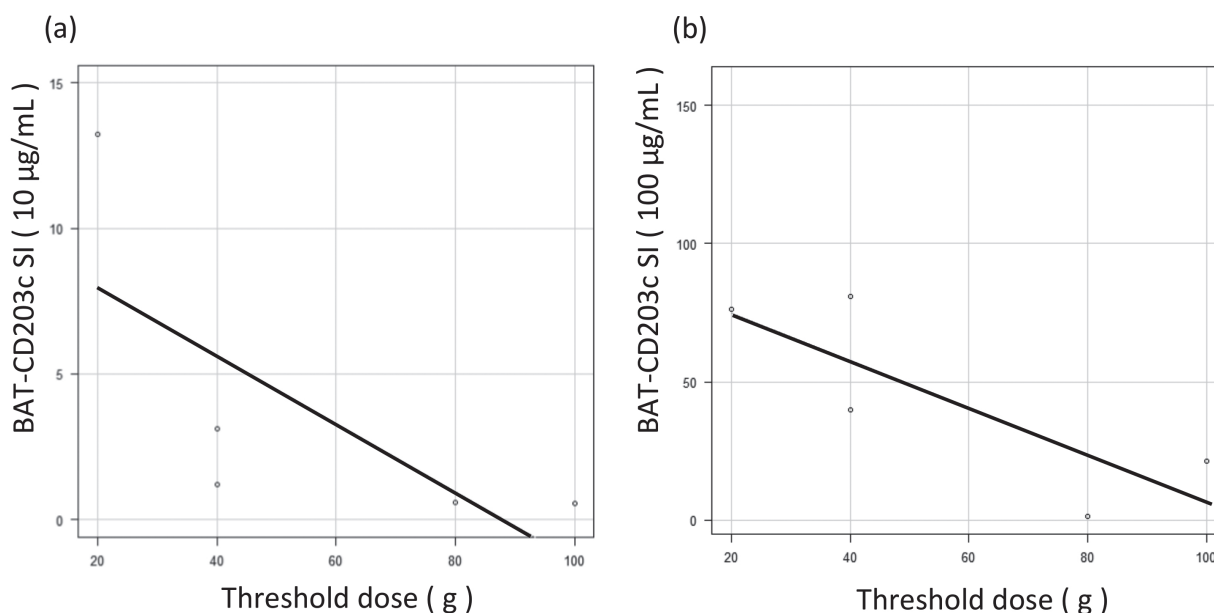 (a)
BAT-CD203c SI ( 10 µg/mL )
15
10
5
0
20 40 60 80 100
Threshold dose ( g )
(b)
BAT-CD203c SI ( 100 µg/mL )
150
100
50
0
20 40 60 80 100
Threshold dose ( g )